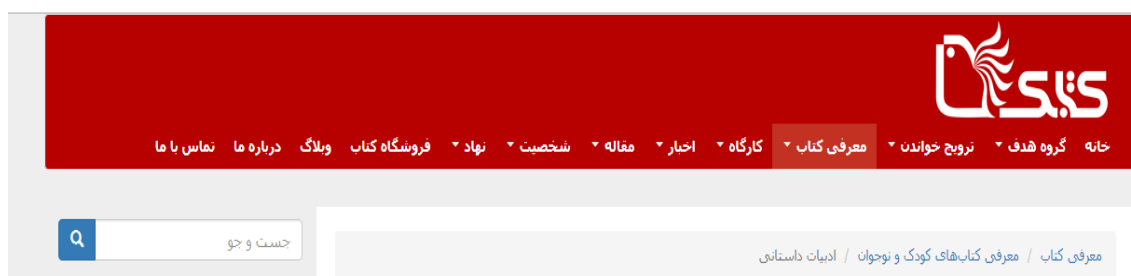 کتابک
خانه گروه هدف ترویج خواندن معرفی کتاب کارگاه اخبار مقاله شخصیت نهاد فروشگاه کتاب وبلاگ درباره ما تماس با ما
جست و جو
معرفی کتاب / معرفی کتاب‌های کودک و نوجوان / ادبیات داستانی